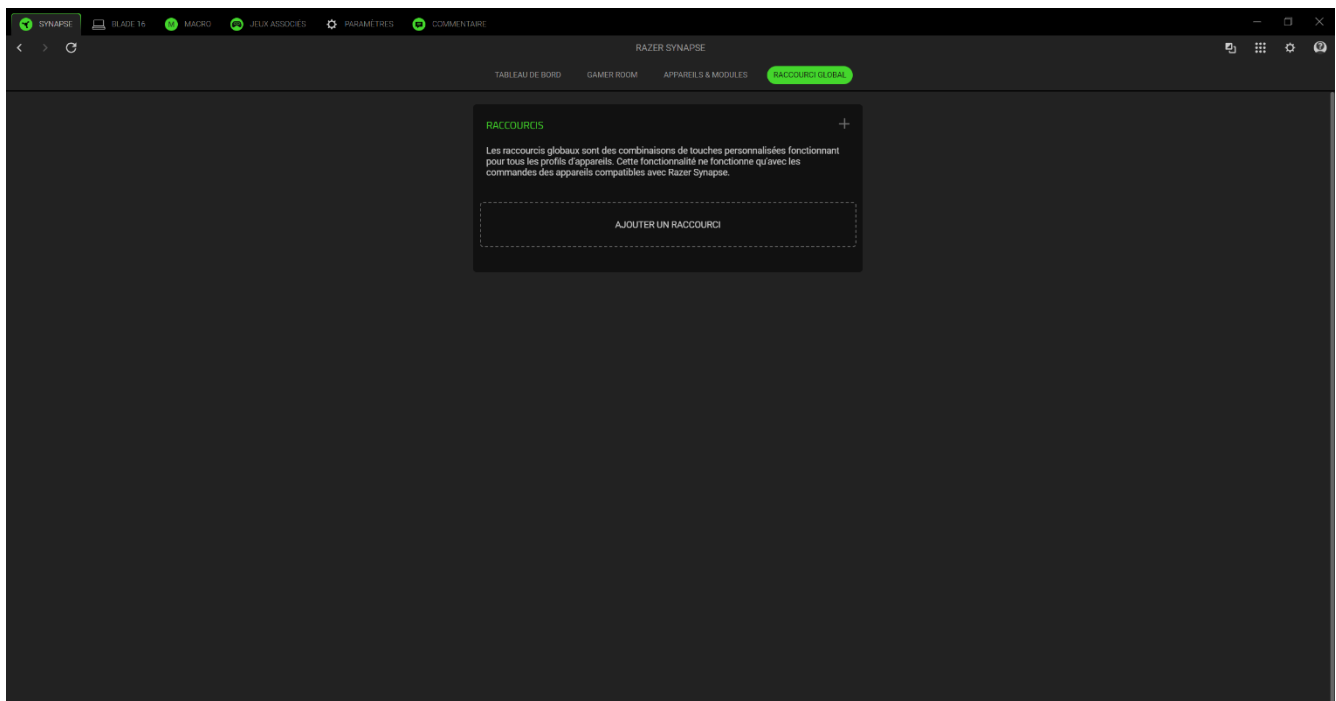 SYNAPSE BLADE 16 MACRO JEUX ASSOCIÉS PARAMÈTRES COMMENTAIRE
RAZER SYNAPSE
TABLEAU DE BORD GAMER ROOM APPAREILS & MODULES RACCOURCI GLOBAL
RACCOURCIS
Les raccourcis globaux sont des combinaisons de touches personnalisées fonctionnant
pour tous les profils d'appareils. Cette fonctionnalité ne fonctionne qu'avec les
commandes des appareils compatibles avec Razer Synapse.
AJOUTER UN RACCOURCI